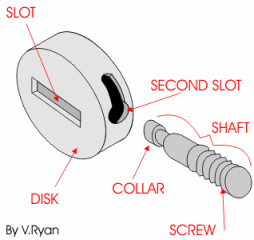 SLOT
SECOND SLOT
SHAFT
DISK
COLLAR
SCREW
By V.Ryan